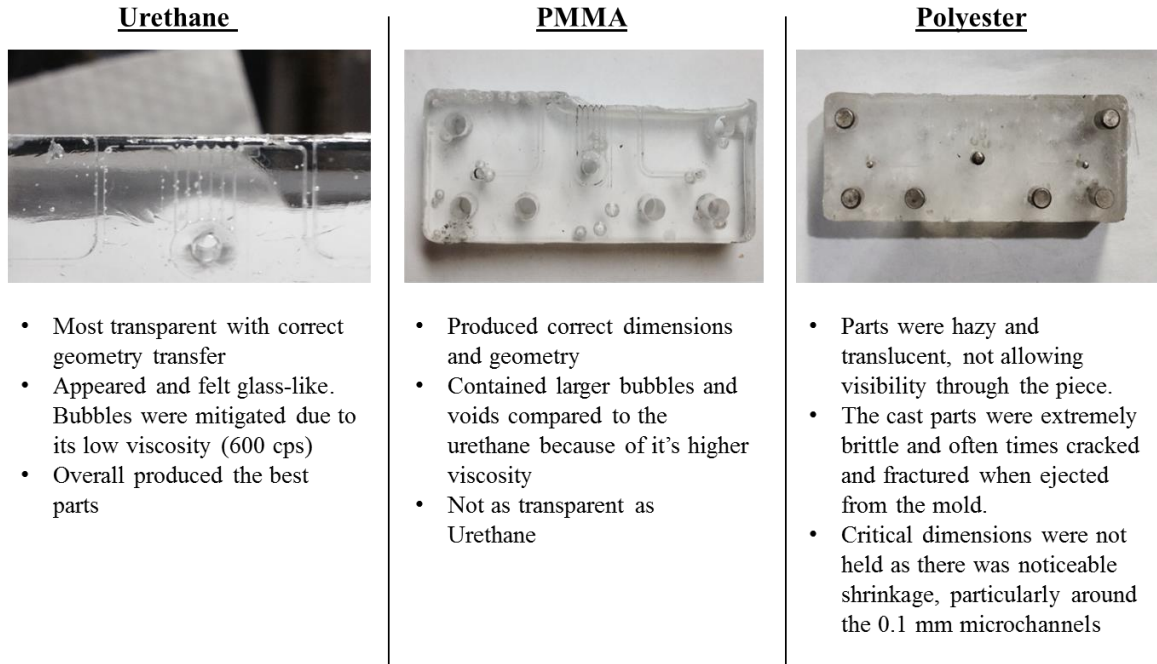 Urethane
Most transparent with correct
geometry transfer
Appeared and felt glass-like.
Bubbles were mitigated due to
its low viscosity (600 cps)
Overall produced the best
parts
PMMA
Produced correct dimensions
and geometry
Contained larger bubbles and
voids compared to the
urethane because of it’s higher
viscosity
Not as transparent as
Urethane
Polyester
Parts were hazy and
translucent, not allowing
visibility through the piece.
The cast parts were extremely
brittle and often times cracked
and fractured when ejected
from the mold.
Critical dimensions were not
held as there was noticeable
shrinkage, particularly around
the 0.1 mm microchannels